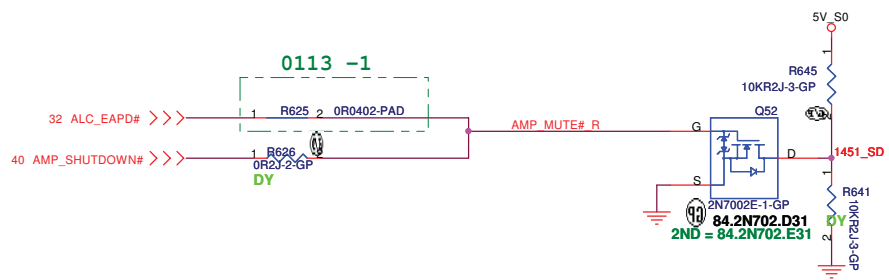 5V_S0
0113 -1
1
R645
10KR2J-3-GP
2
32 ALC_EAPD#
1 R625 2 0R0402-PAD
Q52
AMP_MUTE#_R
G
40 AMP_SHUTDOWN#
1 R626 2
0R2J-2-GP
DY
D
1451_SD
S
1
R641
10KR2J-3-GP
DY
2
2N7002E-1-GP
84.2N702.D31
2ND = 84.2N702.E31